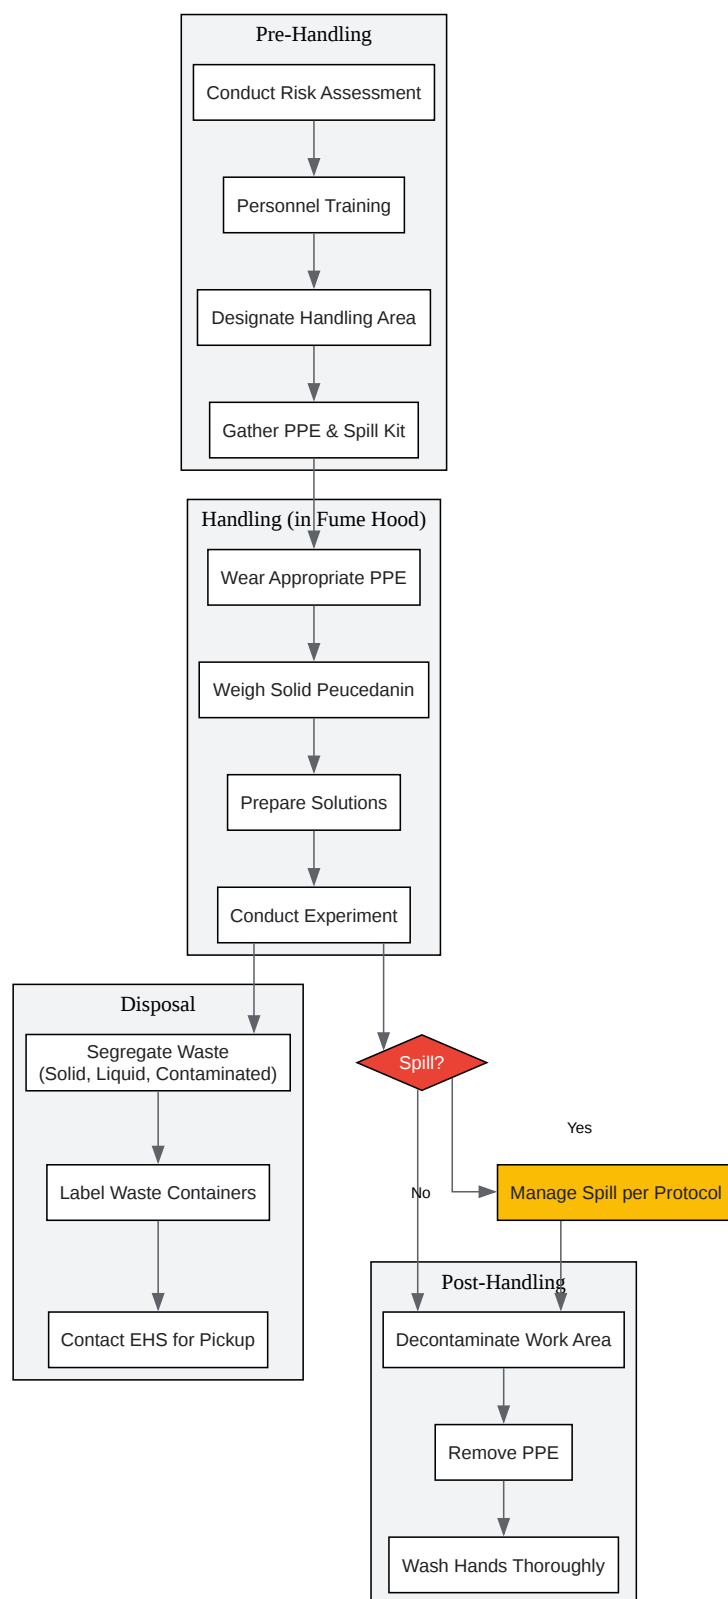 Pre-Handling
Conduct Risk Assessment
Personnel Training
Designate Handling Area
Gather PPE & Spill Kit
Handling (in Fume Hood)
Wear Appropriate PPE
Weigh Solid Peucedanin
Prepare Solutions
Conduct Experiment
Disposal
Segregate Waste
(Solid, Liquid, Contaminated)
Label Waste Containers
Contact EHS for Pickup
Spill?
Yes
No
Manage Spill per Protocol
Post-Handling
Decontaminate Work Area
Remove PPE
Wash Hands Thoroughly